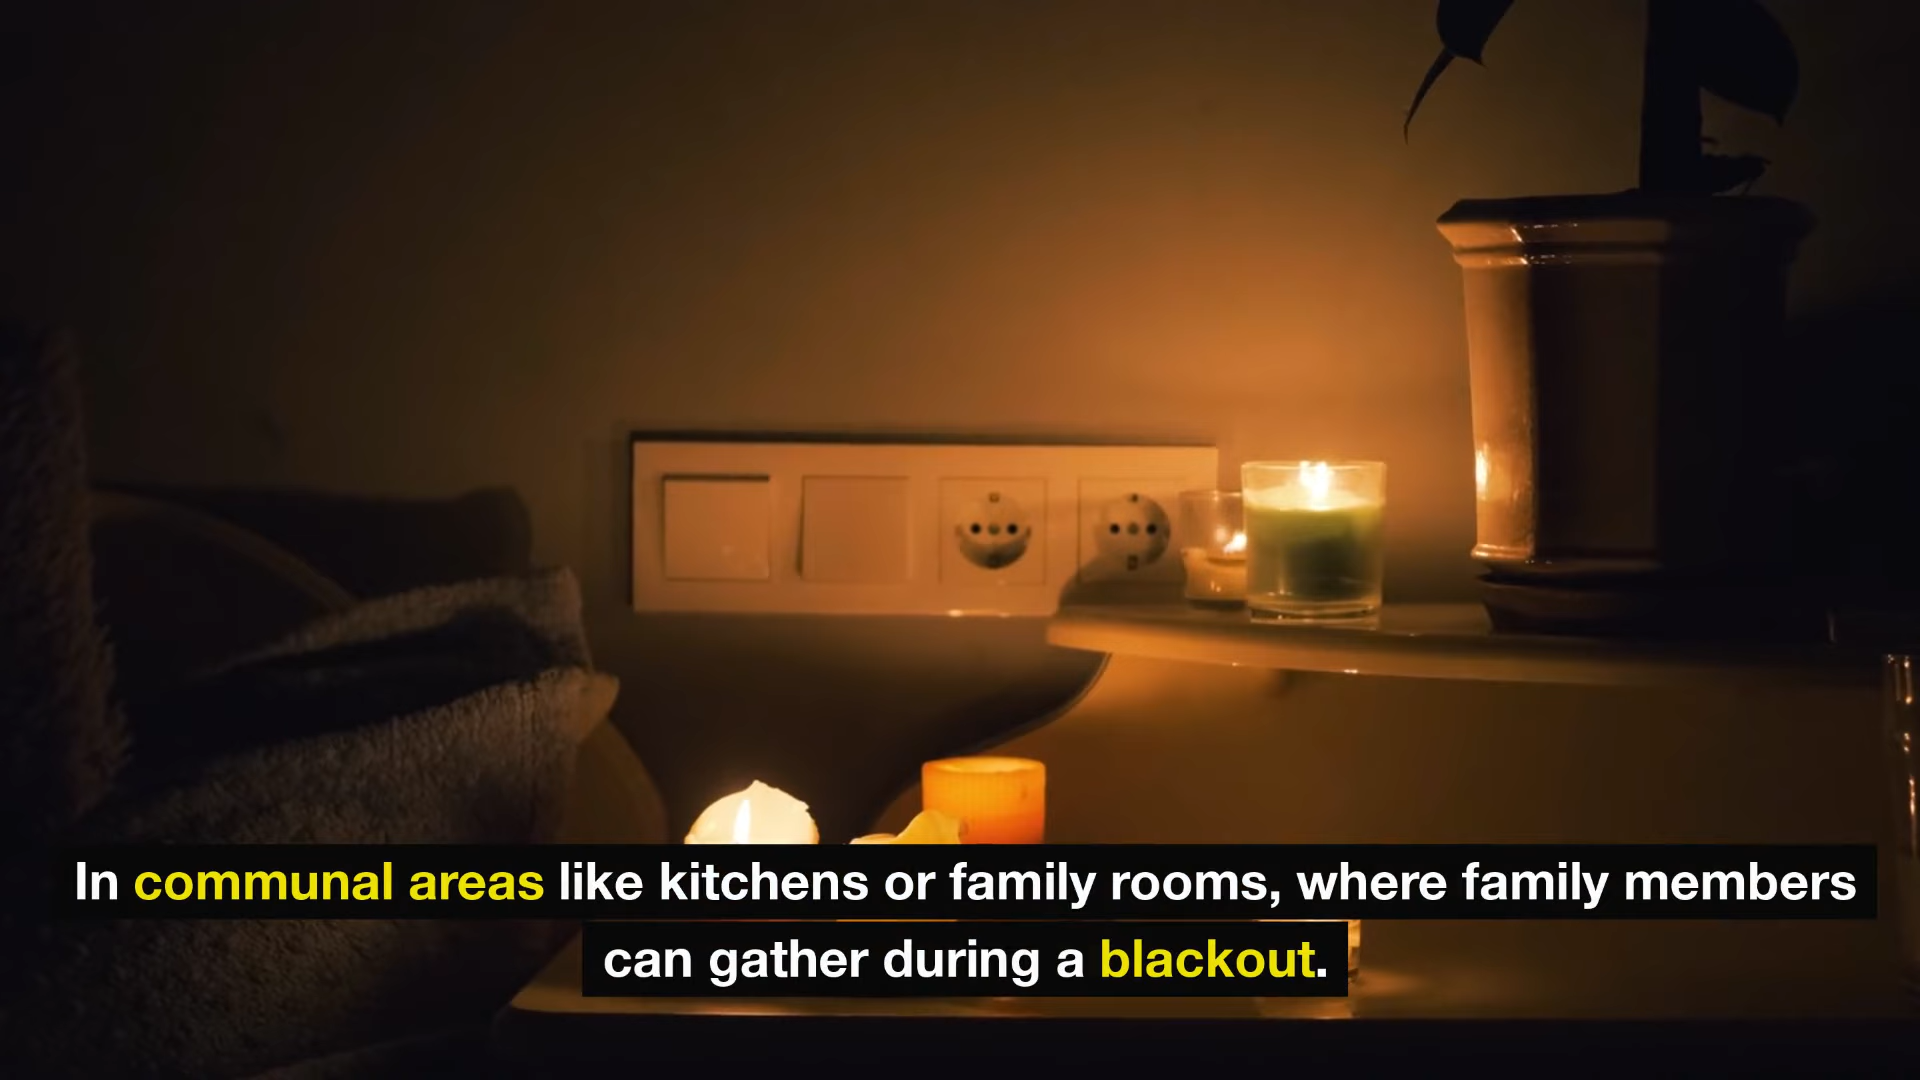 In communal areas like kitchens or family rooms, where family members
can gather during a blackout.